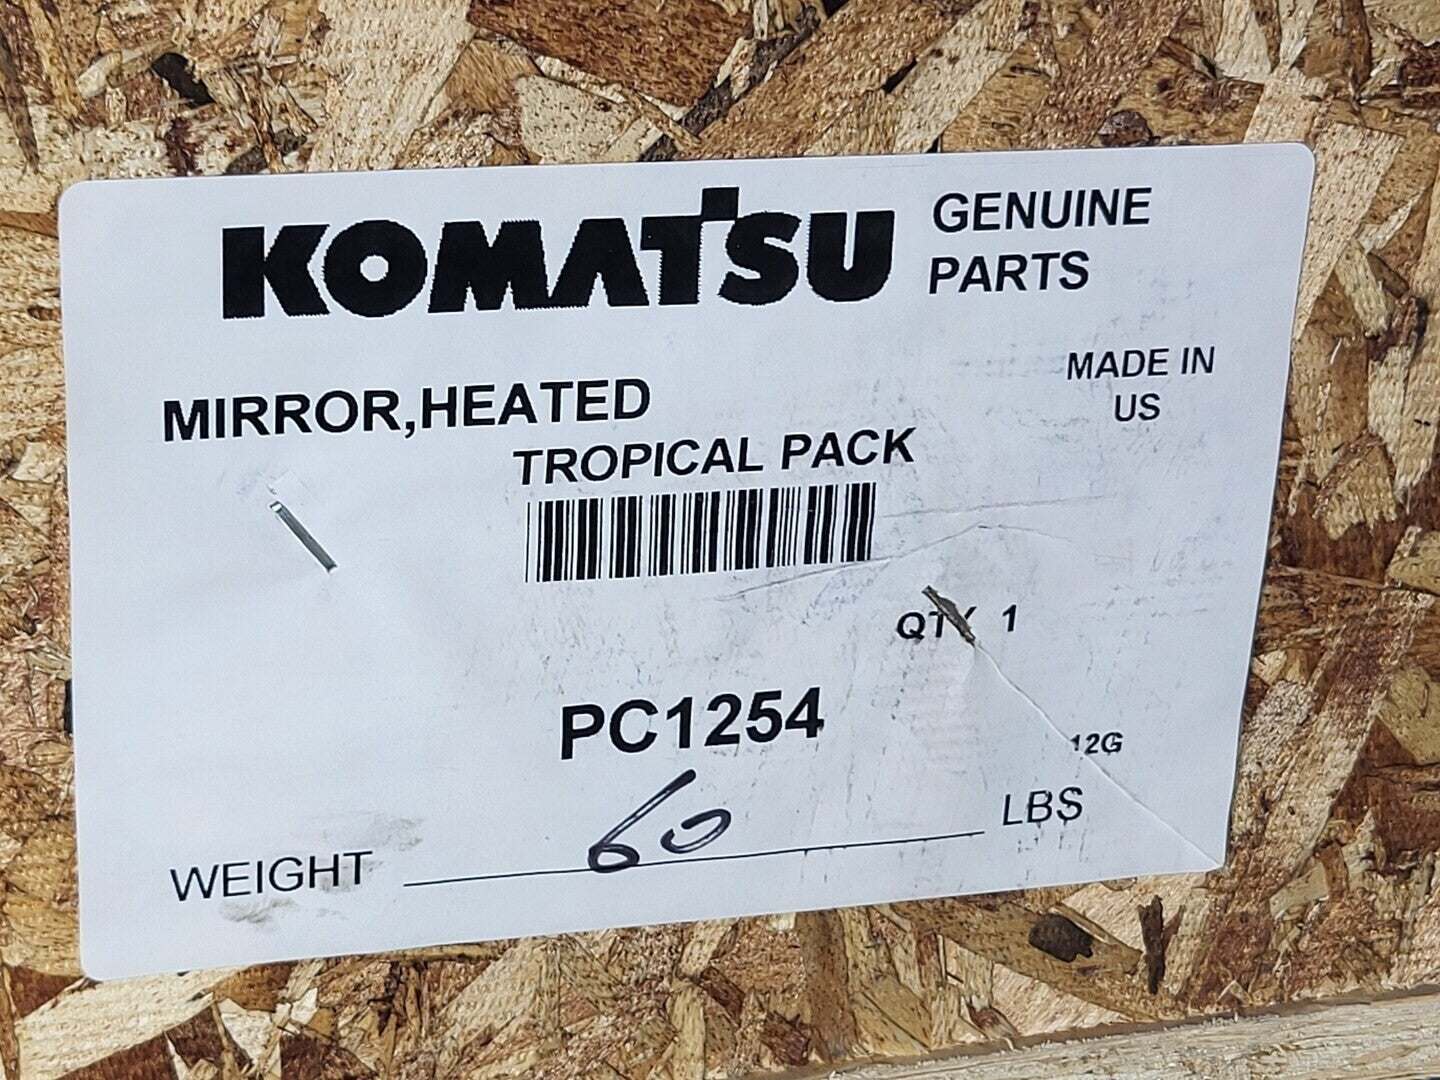 KOMATSU GENUINE
PARTS
MADE IN
US
MIRROR,HEATED
TROPICAL PACK
QTY 1
PC1254
12G
WEIGHT 60 LBS